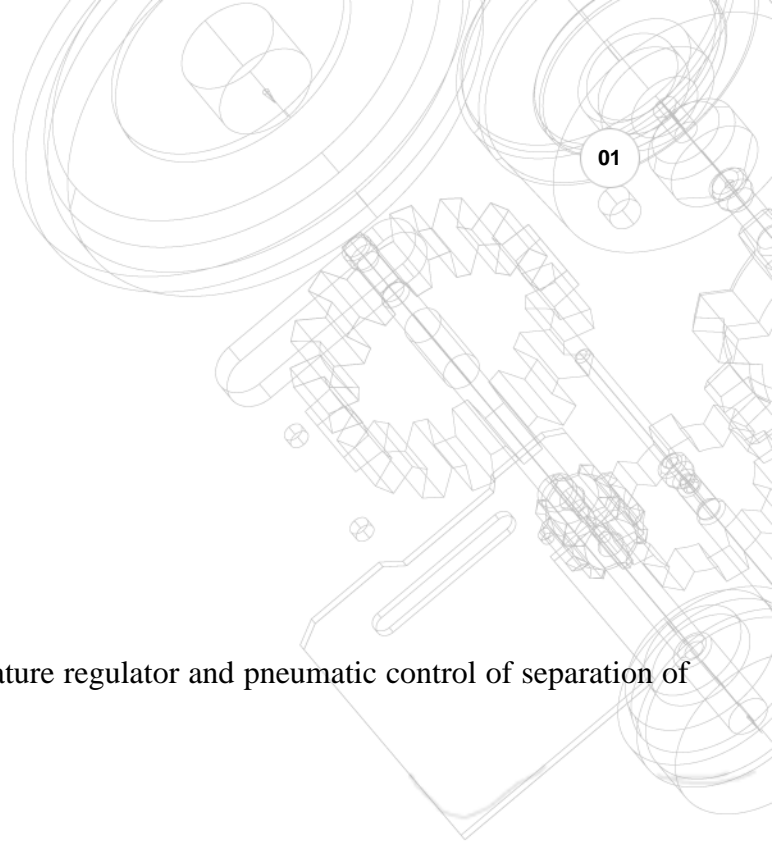 01
ature regulator and pneumatic control of separation of